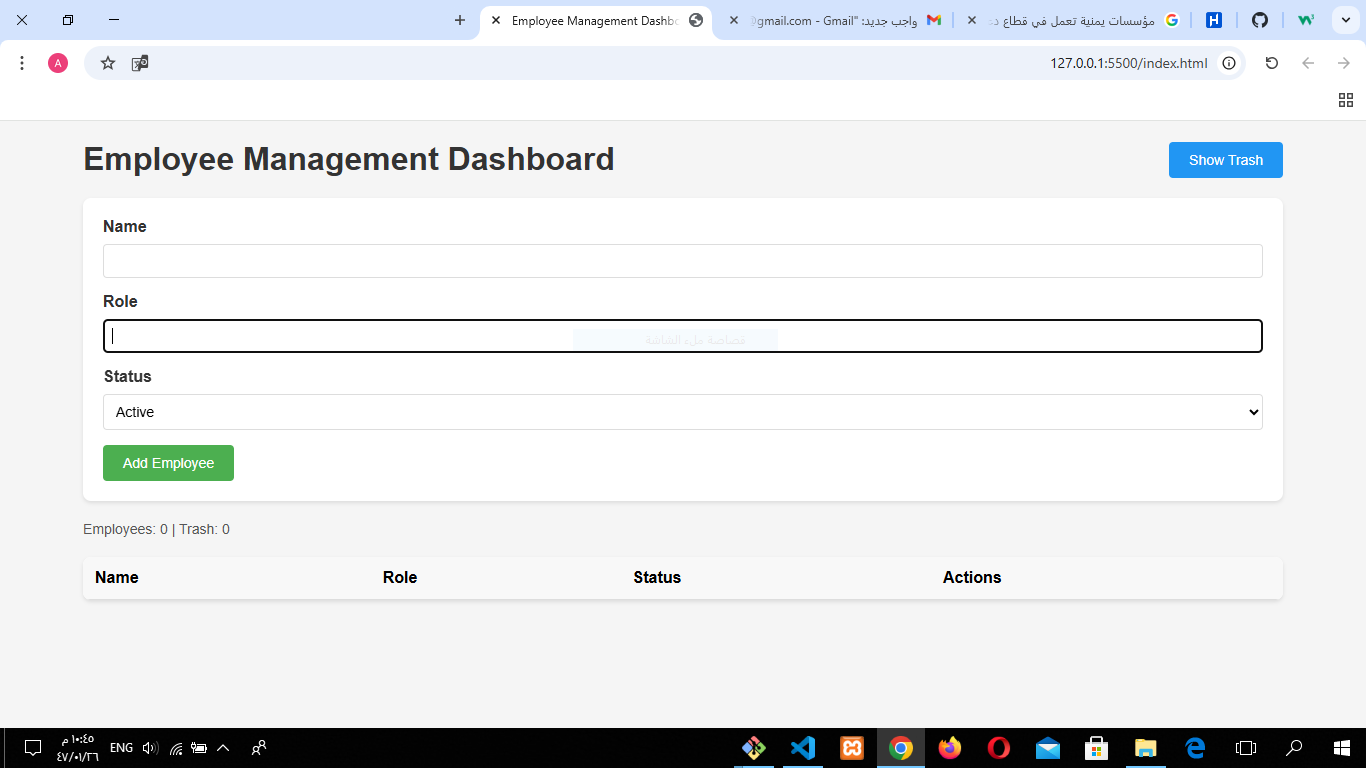 Employee Management Dashbo
واجب جديد: "gmail.com - Gmail@
مؤسسات يمنية تعمل في قطاع د
H
A
127.0.0.1:5500/index.html
Employee Management Dashboard
Show Trash
Name
Role
قصاصة ملء الشاشة
Status
Active
Add Employee
Employees: 0 | Trash: 0
Name Role Status Actions
١٠:٤٥ م
ENG
٤٧/٠١/٢٦